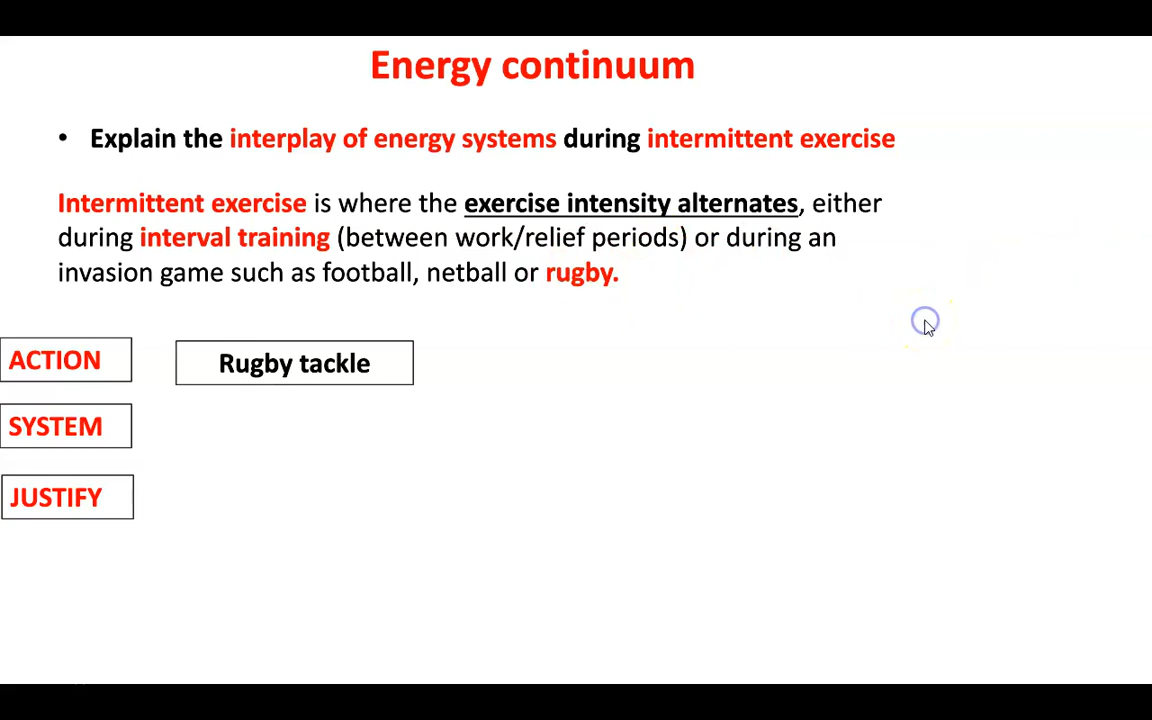 Energy continuum
• Explain the interplay of energy systems during intermittent exercise
Intermittent exercise is where the exercise intensity alternates, either
during interval training (between work/relief periods) or during an
invasion game such as football, netball or rugby.
ACTION
Rugby tackle
SYSTEM
JUSTIFY